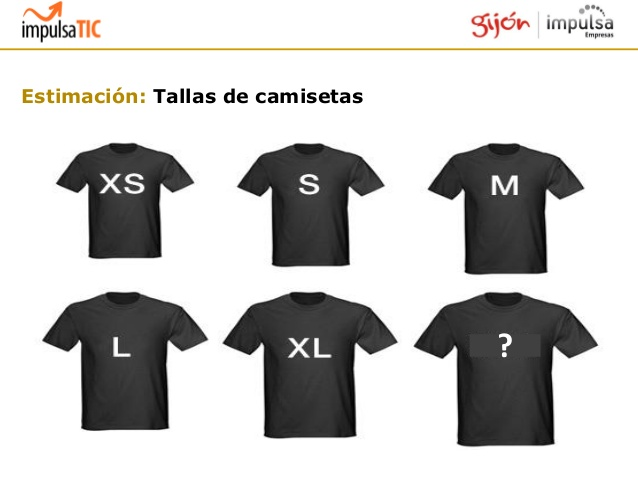 impulsaTIC
gijón impulsa
Empresas
Estimación: Tallas de camisetas
XS S M
L XL ?